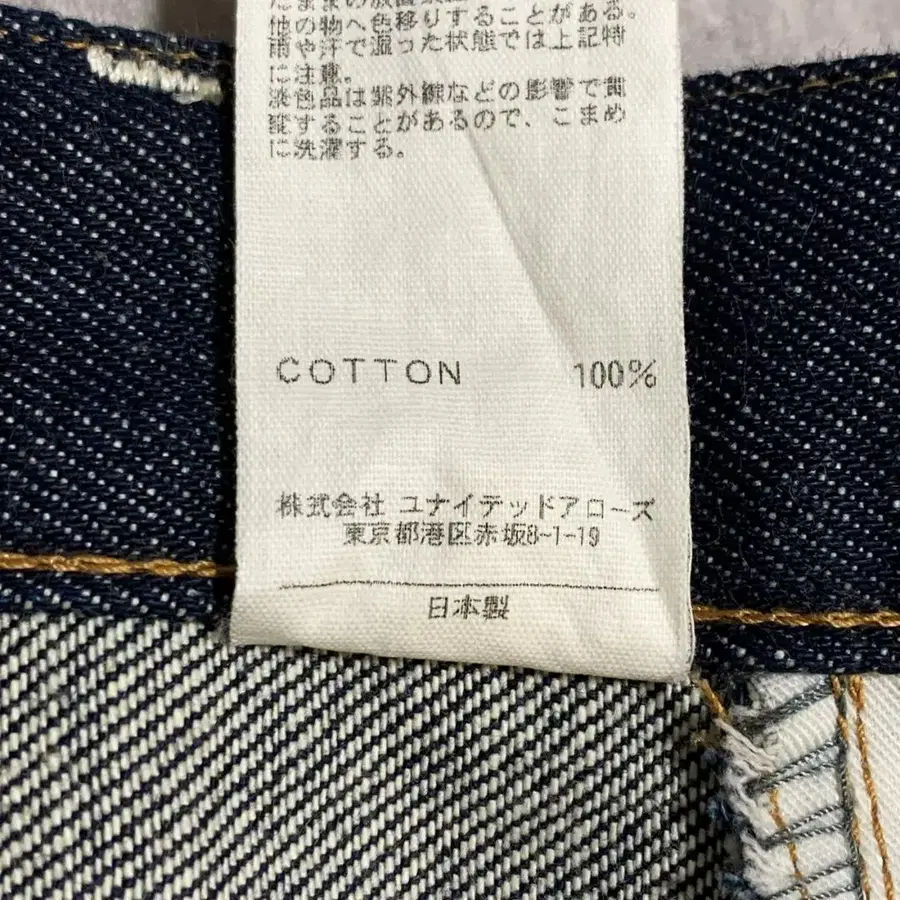 他の物へ色移りすることがある。
雨や汗で湿った状態では上記特
に注意。
淡色品は紫外線などの影響で
変することがあるので、こまめ
に洗濯する。
COTTON 100%
株式会社 ユナイテッドアローズ
東京都港区赤坂8-1-19
日本製